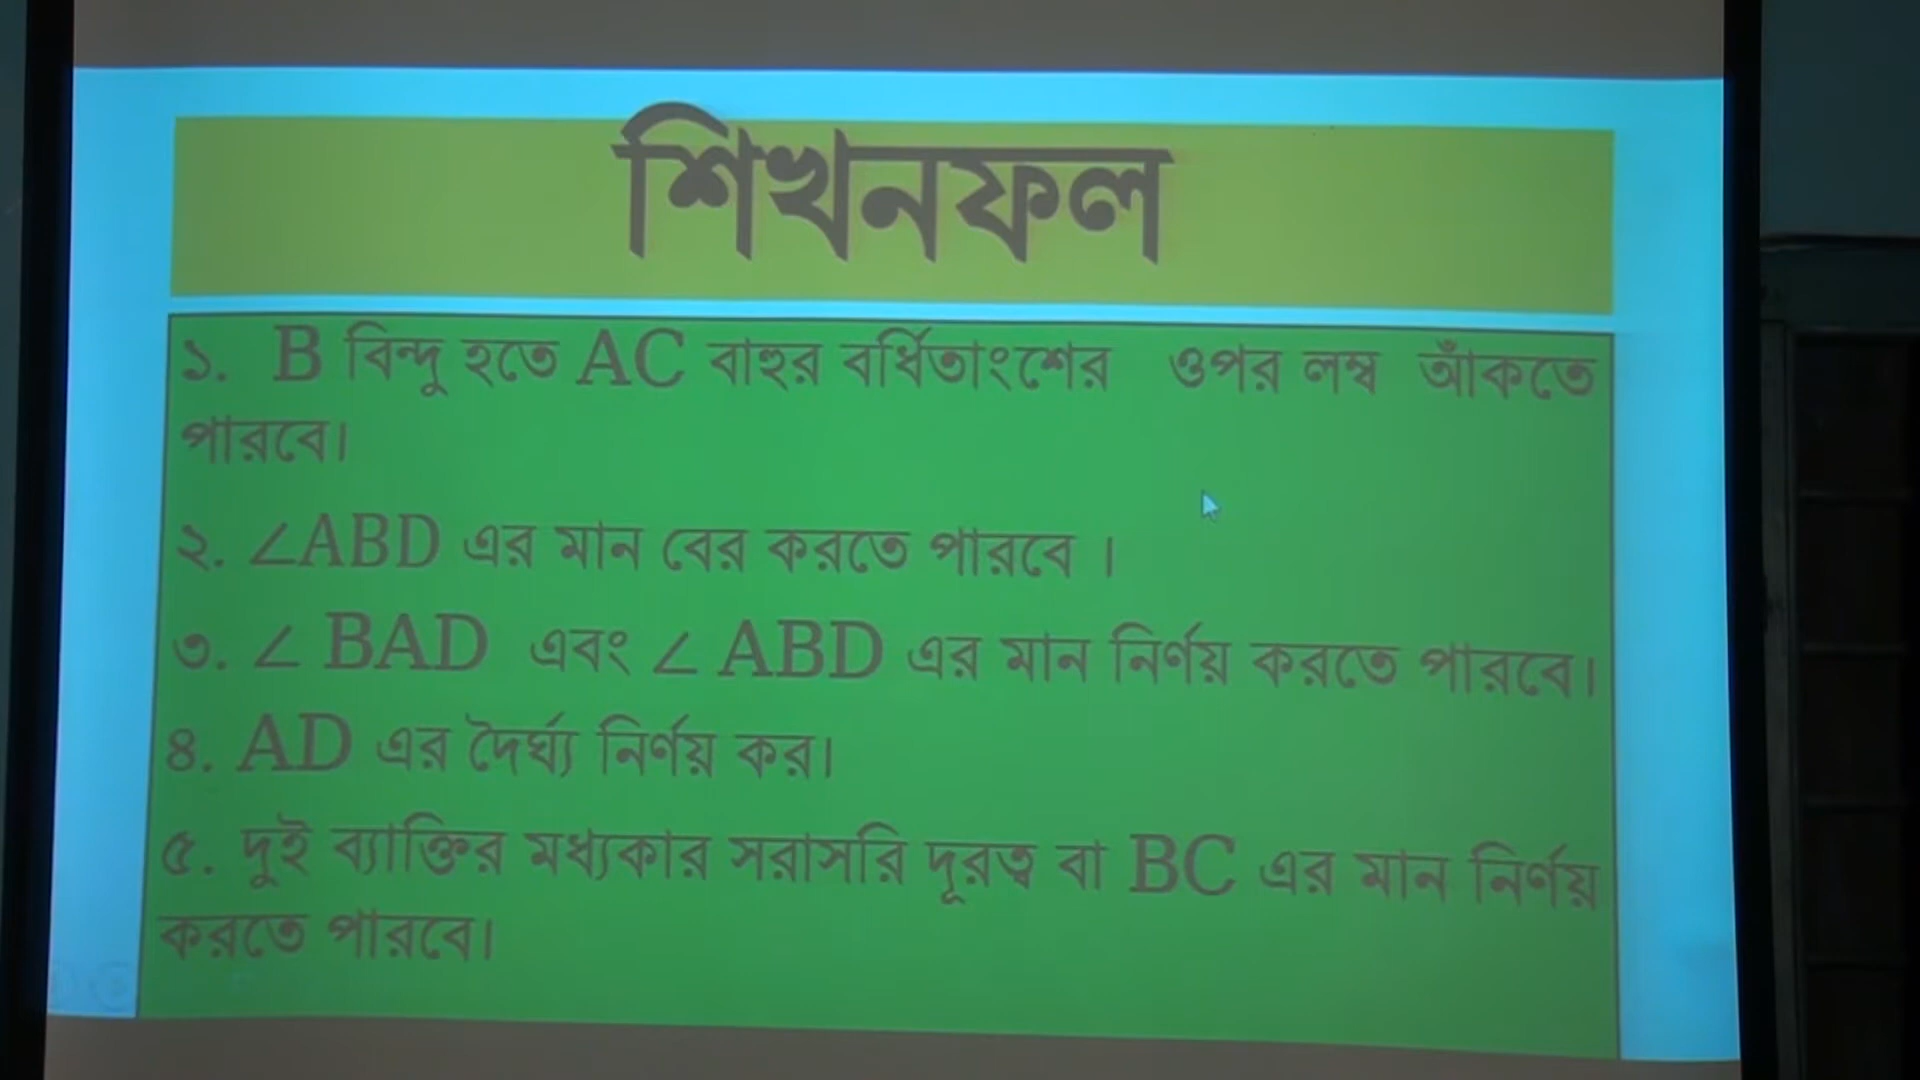 শিখনফল
১. B বিন্দু হতে AC বাহুর বর্ধিতাংশের ওপর লম্ব আঁকতে
পারবে।
২. ∠ABD এর মান বের করতে পারবে ।
৩. ∠ BAD এবং ∠ ABD এর মান নির্ণয় করতে পারবে।
৪. AD এর দৈর্ঘ্য নির্ণয় কর।
৫. দুই ব্যাক্তির মধ্যকার সরাসরি দূরত্ব বা BC এর মান নির্ণয়
করতে পারবে।